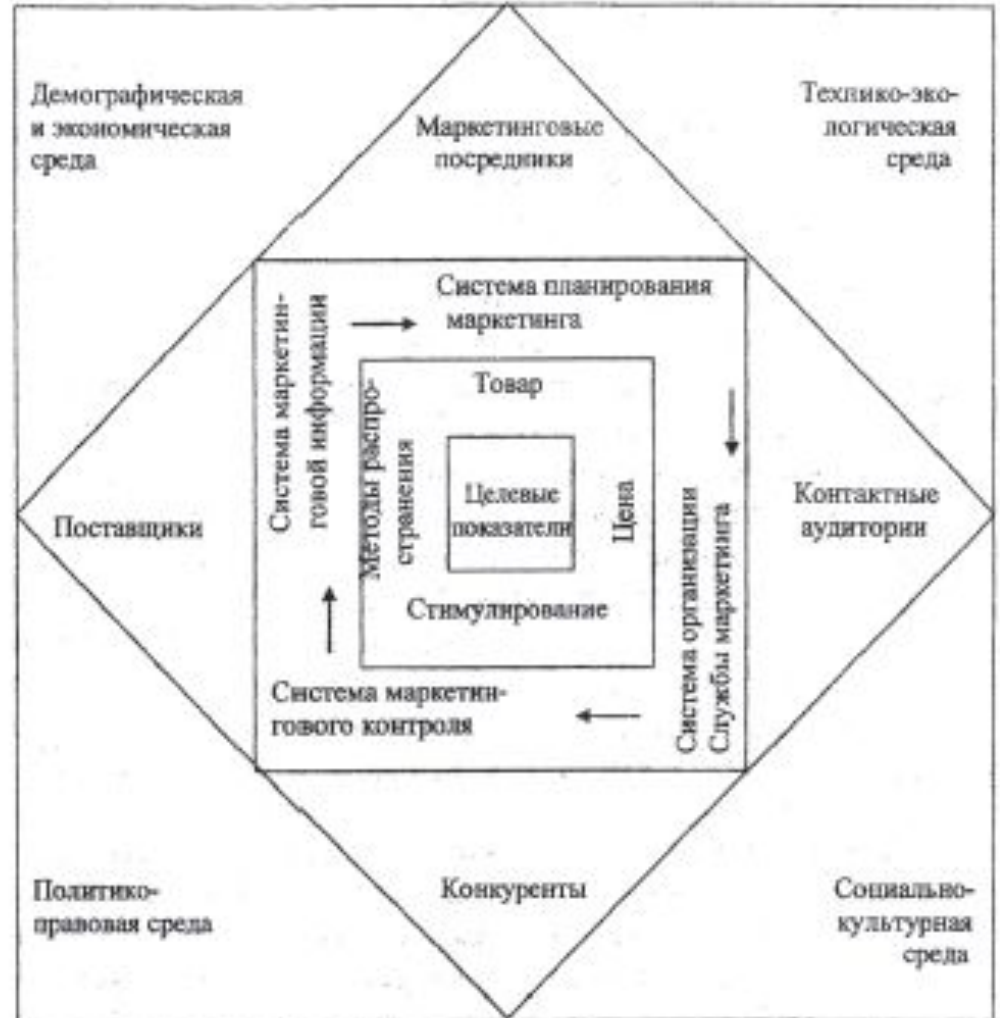 Демографическая
и экономическая
среда
Маркетинговые
посредники
Технико-эко-
логическая
среда
Система маркетин-
говой информации
Система планирования
маркетинга
Товар
Методы распро-
странения
Целевые
показатели
Цена
Стимулирование
Система организации
Службы маркетинга
Система маркетин-
гового контроля
Поставщики
Контактные
аудитории
Политико-
правовая среда
Конкуренты
Социально-
культурная
среда